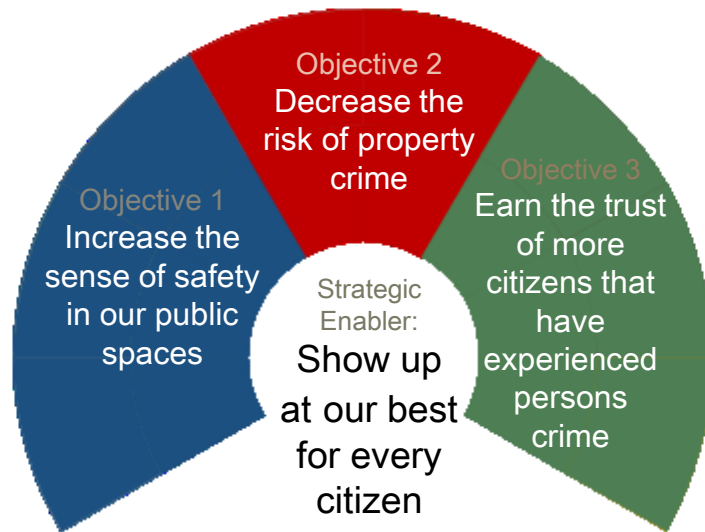 Objective 1
Increase the
sense of safety
in our public
spaces
Objective 2
Decrease the
risk of property
crime
Objective 3
Earn the trust
of more
citizens that
have
experienced
persons
crime
Strategic
Enabler:
Show up
at our best
for every
citizen